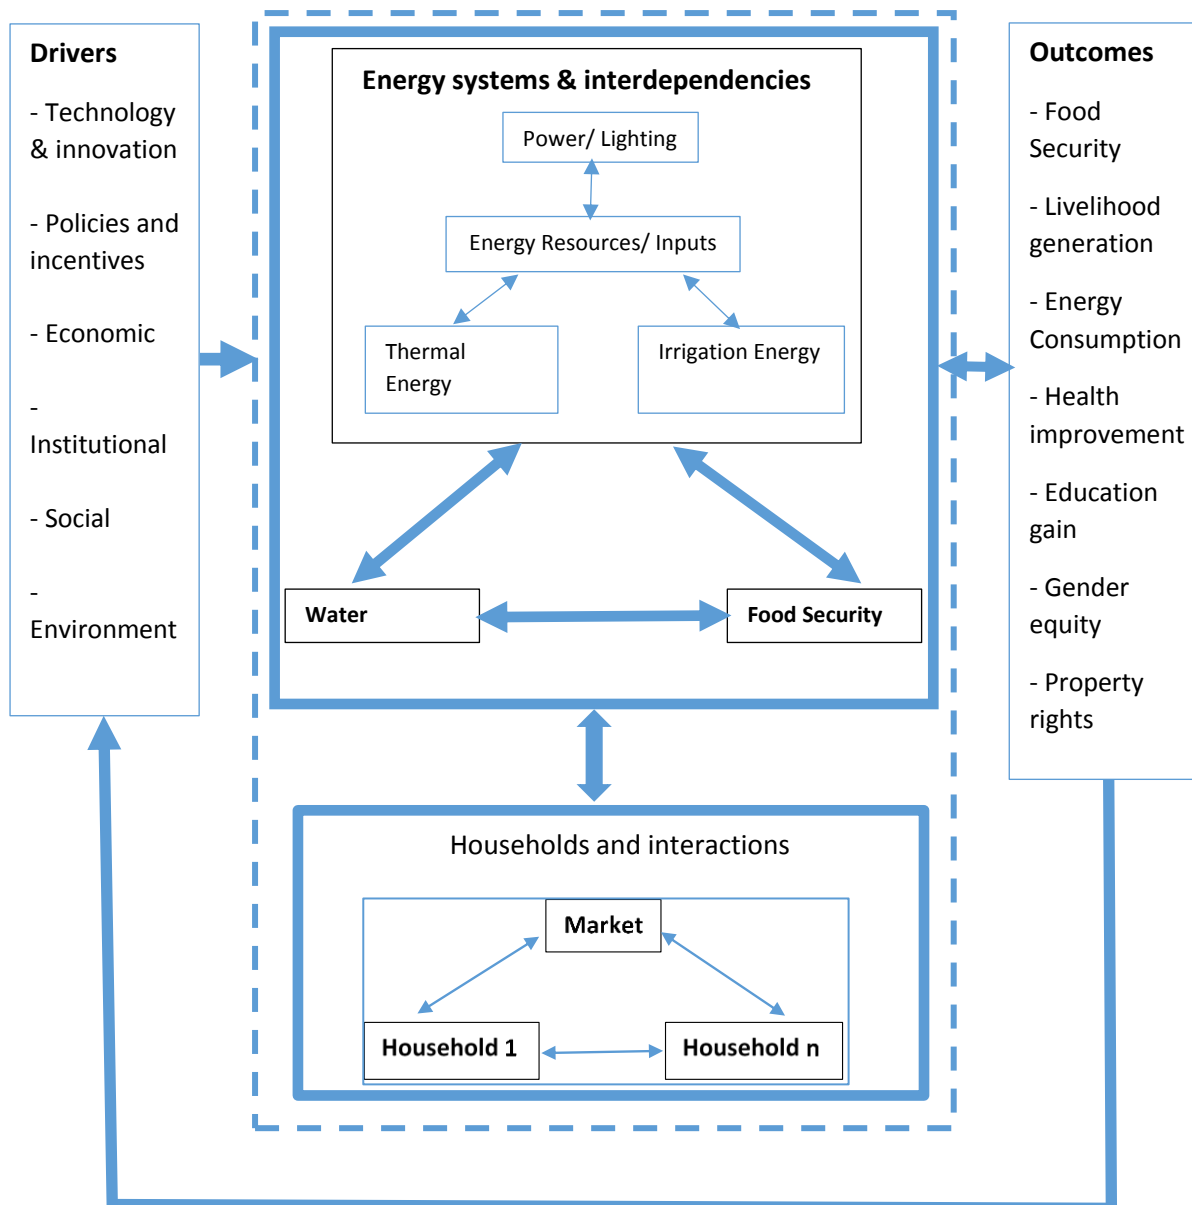 Drivers
- Technology
& innovation
- Policies and
incentives
- Economic
-
Institutional
- Social
-
Environment
Energy systems & interdependencies
Power/ Lighting
Energy Resources/ Inputs
Thermal
Energy
Irrigation Energy
Water
Food Security
Households and interactions
Market
Household 1
Household n
Outcomes
- Food
Security
- Livelihood
generation
- Energy
Consumption
- Health
improvement
- Education
gain
- Gender
equity
- Property
rights